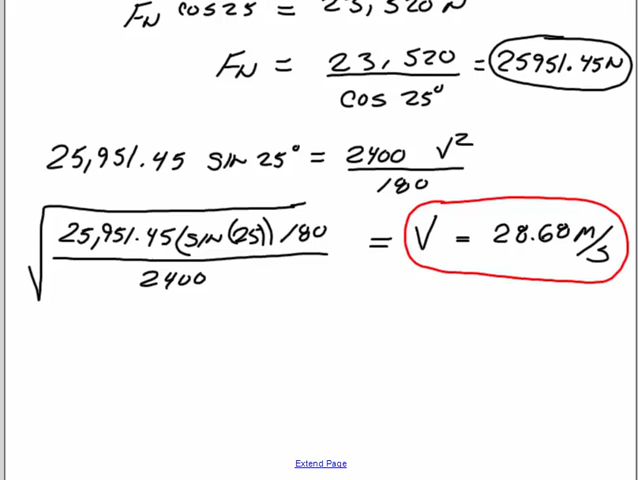 FN cos 25 = 23,520 N
FN = 23,520 / cos 25° = 25951.45N
25,951.45 sin 25° = 2400 v² / 180
√(25,951.45(sin(25)) 180 / 2400) = V = 28.68 m/s
Extend Page